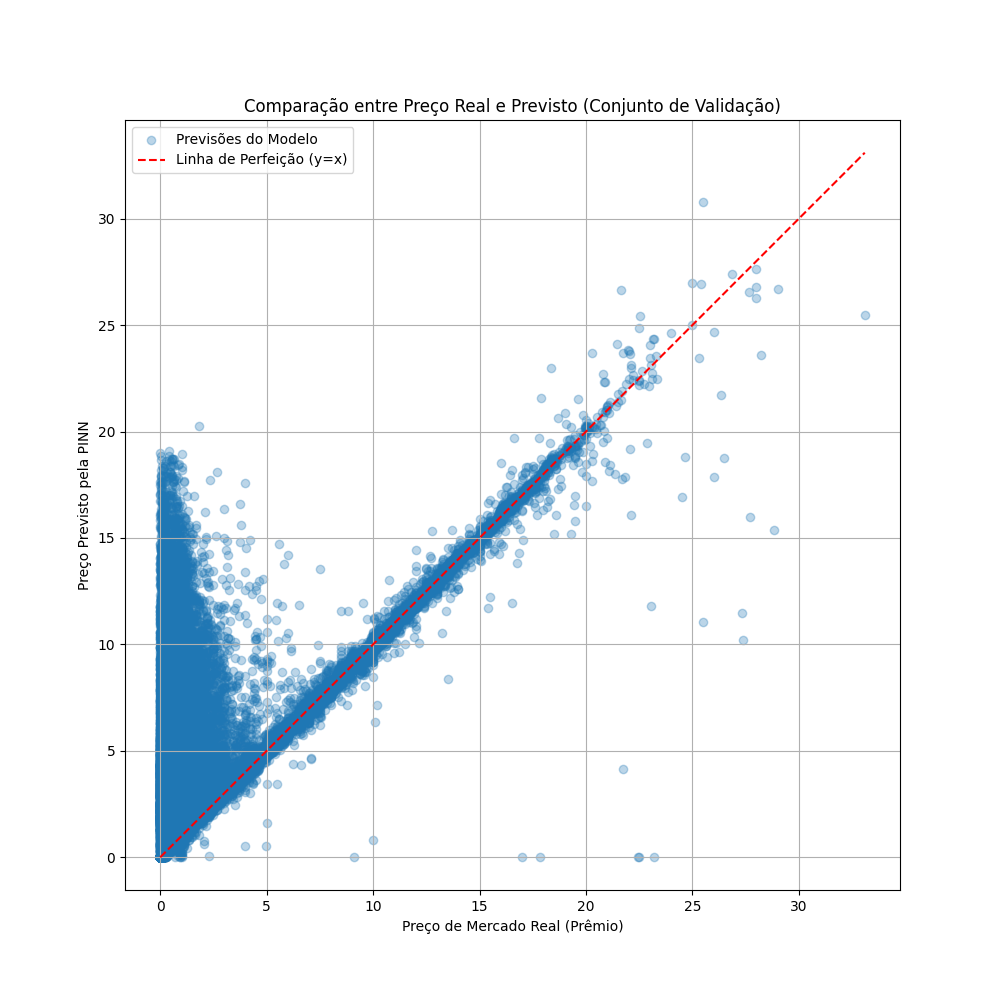 Comparação entre Preço Real e Previsto (Conjunto de Validação)
Previsões do Modelo
Linha de Perfeição (y=x)
Preço Previsto pela PINN
30
25
20
15
10
5
0
0 5 10 15 20 25 30
Preço de Mercado Real (Prêmio)